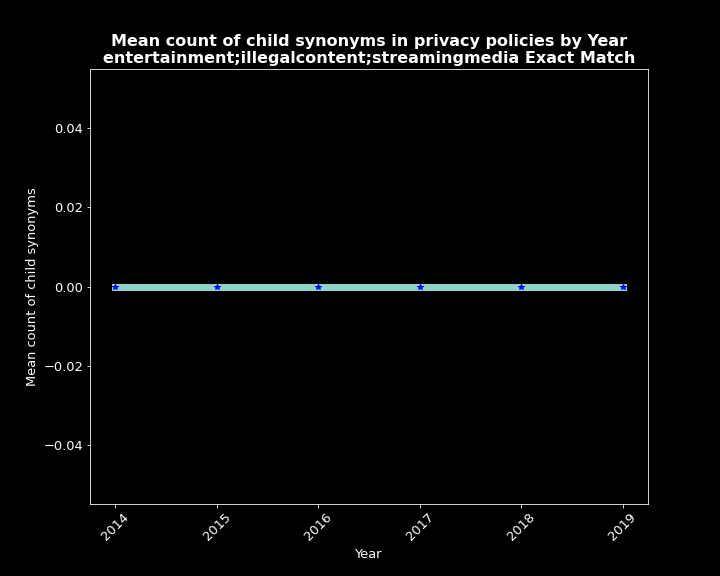 Mean count of child synonyms in privacy policies by Year
entertainment;illegalcontent;streamingmedia Exact Match
Mean count of child synonyms
0.04
0.02
0.00
−0.02
−0.04
2014
2015
2016
2017
2018
2019
Year